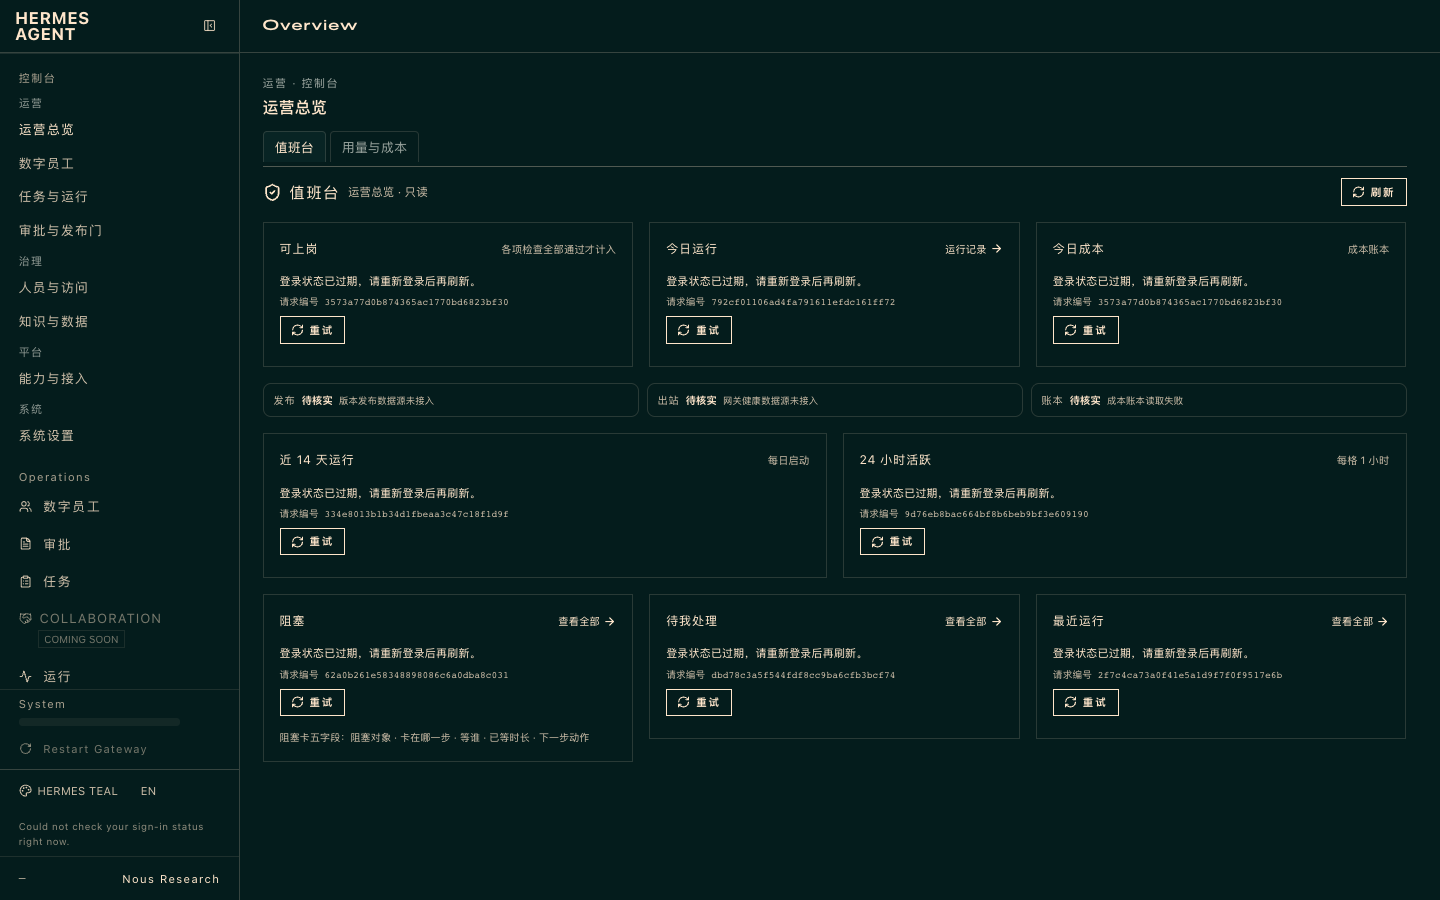 HERMES
AGENT
Overview
控制台
运营
运营总览
数字员工
任务与运行
审批与发布门
治理
人员与访问
知识与数据
平台
能力与接入
系统
系统设置
Operations
数字员工
审批
任务
COLLABORATION
COMING SOON
运行
System
Restart Gateway
HERMES TEAL EN
Could not check your sign-in status
right now.
— Nous Research
运营 · 控制台
运营总览
值班台 用量与成本
值班台 运营总览 · 只读 刷新
可上岗 各项检查全部通过才计入
登录状态已过期，请重新登录后再刷新。
请求编号 3573a77d0b874365ac1770bd6823bf30
重试
今日运行 运行记录 →
登录状态已过期，请重新登录后再刷新。
请求编号 792cf01106ad4fa791611efdc161ff72
重试
今日成本 成本账本
登录状态已过期，请重新登录后再刷新。
请求编号 3573a77d0b874365ac1770bd6823bf30
重试
发布 待核实 版本发布数据源未接入
出站 待核实 网关健康数据源未接入
账本 待核实 成本账本读取失败
近 14 天运行 每日启动
登录状态已过期，请重新登录后再刷新。
请求编号 334e8013b1b34d1fbeaa3c47c18f1d9f
重试
24 小时活跃 每格 1 小时
登录状态已过期，请重新登录后再刷新。
请求编号 9d76eb8bac664bf8b6beb9bf3e609190
重试
阻塞 查看全部 →
登录状态已过期，请重新登录后再刷新。
请求编号 62a0b261e58348898086c6a0dba8c031
重试
阻塞卡五字段：阻塞对象 · 卡在哪一步 · 等谁 · 已等时长 · 下一步动作
待我处理 查看全部 →
登录状态已过期，请重新登录后再刷新。
请求编号 dbd78c3a5f544fdf8cc9ba6cfb3bcf74
重试
最近运行 查看全部 →
登录状态已过期，请重新登录后再刷新。
请求编号 2f7c4ca73a0f41e5a1d9f7f0f9517e6b
重试